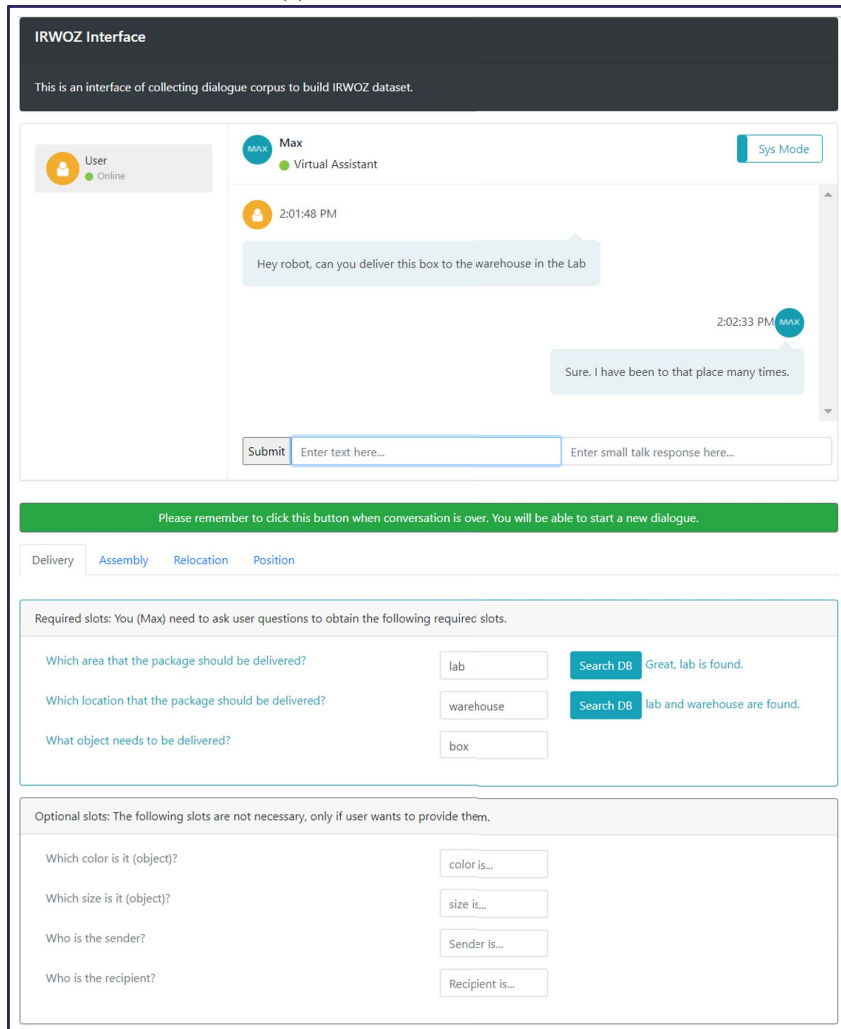 IRWOZ Interface
This is an interface of collecting dialogue corpus to build IRWOZ dataset.
User
Online
MAX
Max
Virtual Assistant
Sys Mode
2:01:48 PM
Hey robot, can you deliver this box to the warehouse in the Lab
2:02:33 PM MAX
Sure. I have been to that place many times.
Submit Enter text here... Enter small talk response here...
Please remember to click this button when conversation is over. You will be able to start a new dialogue.
Delivery Assembly Relocation Position
Required slots: You (Max) need to ask user questions to obtain the following required slots.
Which area that the package should be delivered? lab Search DB Great, lab is found.
Which location that the package should be delivered? warehouse Search DB lab and warehouse are found.
What object needs to be delivered? box
Optional slots: The following slots are not necessary, only if user wants to provide them.
Which color is it (object)? color is...
Which size is it (object)? size is...
Who is the sender? Sender Is...
Who is the recipient? Recipient is...